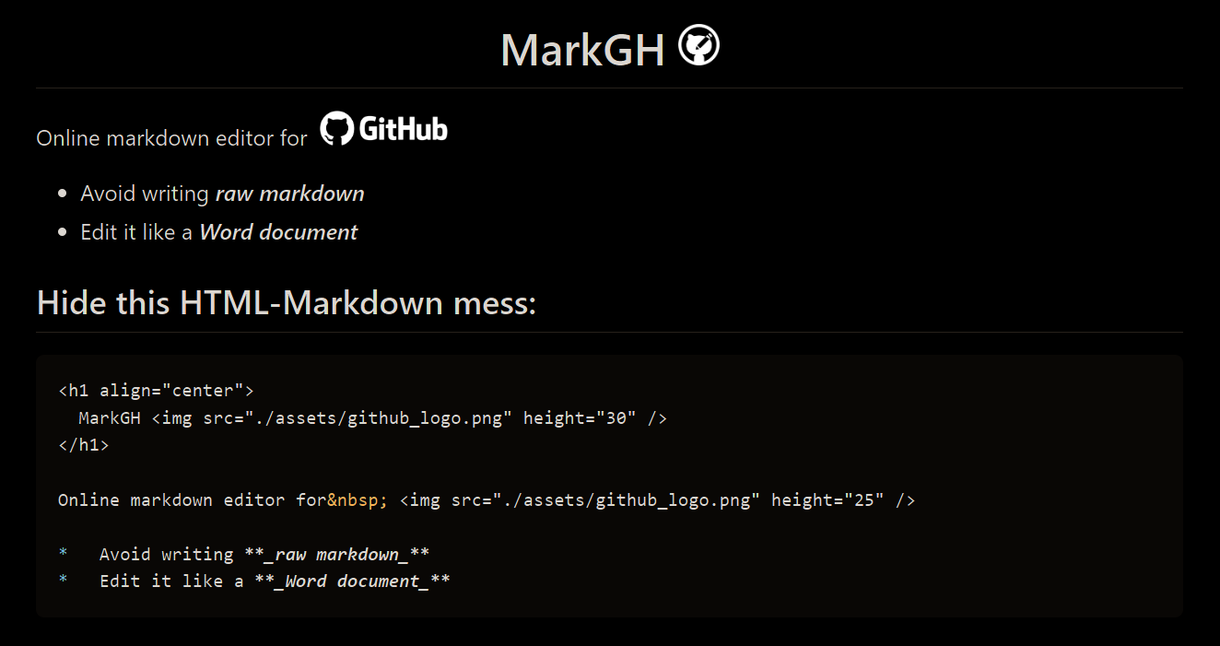 MarkGH
Online markdown editor for GitHub
Avoid writing raw markdown
Edit it like a Word document
Hide this HTML-Markdown mess:
<h1 align="center">
  MarkGH <img src="./assets/github_logo.png" height="30" />
</h1>
Online markdown editor for&nbsp; <img src="./assets/github_logo.png" height="25" />
*   Avoid writing **_raw markdown_**
*   Edit it like a **_Word document_**